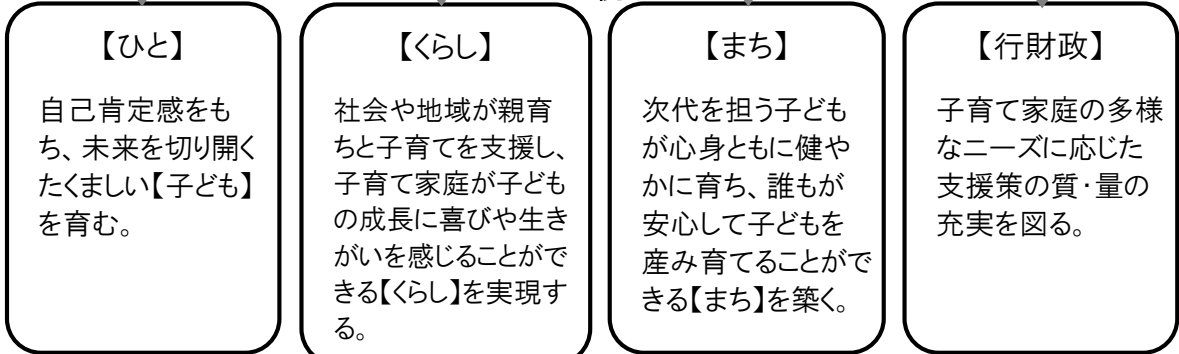 【ひと】
自己肯定感をも
ち、未来を切り開く
たくましい【子ども】
を育む。
【くらし】
社会や地域が親育
ちと子育てを支援し、
子育て家庭が子ども
の成長に喜びや生き
がいを感じることがで
きる【くらし】を実現す
る。
【まち】
次代を担う子ども
が心身ともに健や
かに育ち、誰もが
安心して子どもを
産み育てることがで
きる【まち】を築く。
【行財政】
子育て家庭の多様
なニーズに応じた
支援策の質・量の
充実を図る。